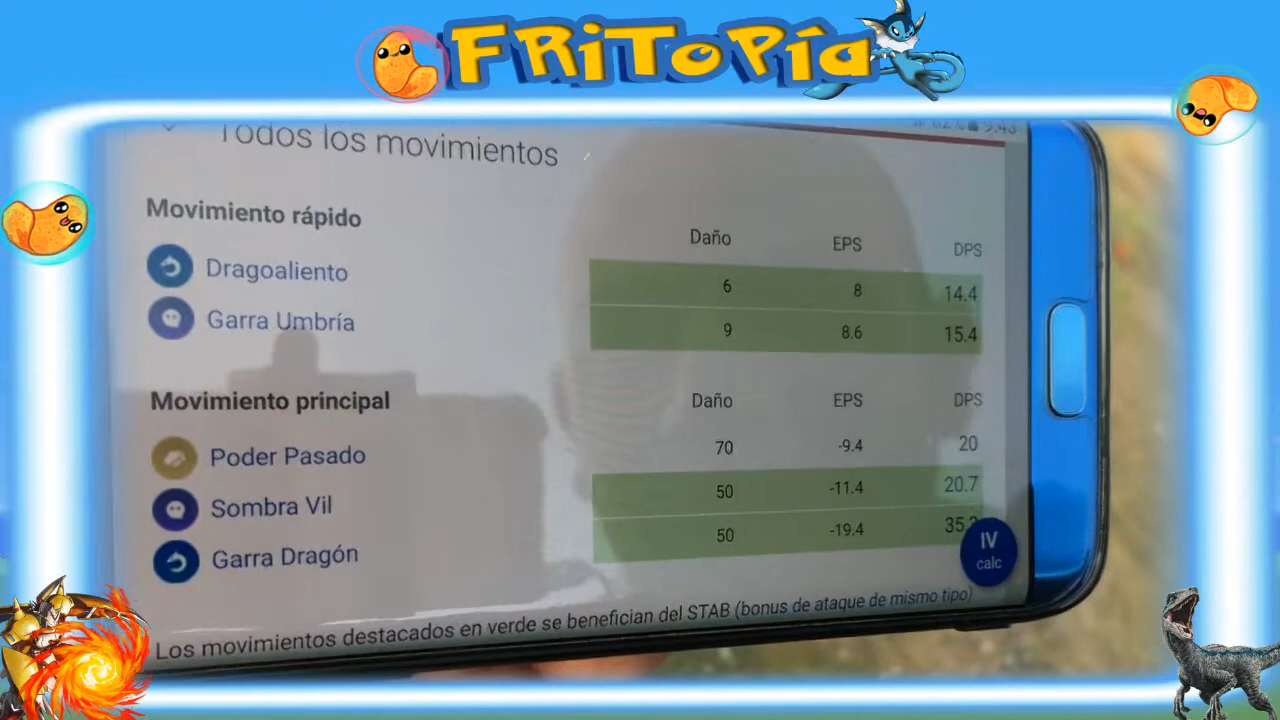 FRiToPía
Todos los movimientos
9:43
Movimiento rápido
Daño EPS DPS
Dragoaliento 6 8 14.4
Garra Umbría 9 8.6 15.4
Movimiento principal Daño EPS DPS
Poder Pasado 70 -9.4 20
Sombra Vil 50 -11.4 20.7
Garra Dragón 50 -19.4
IV
calc
Los movimientos destacados en verde se benefician del STAB (bonus de ataque de mismo tipo)